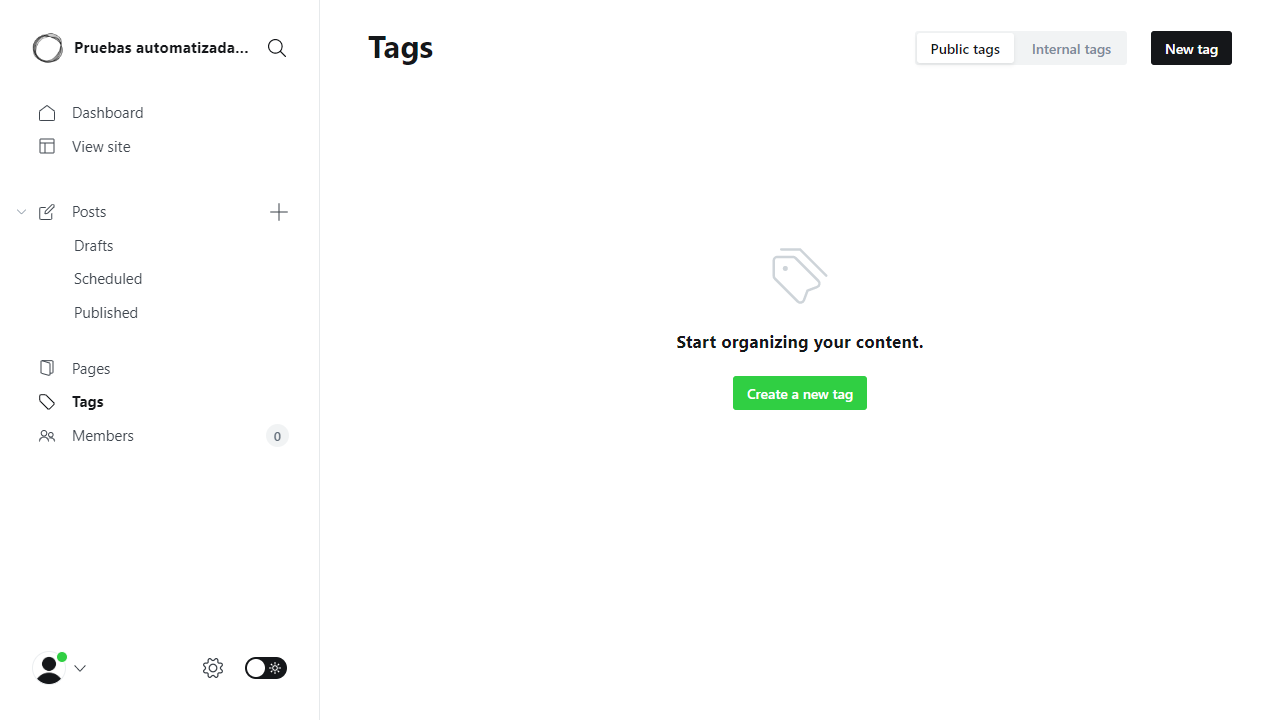 Pruebas automatizada...
Dashboard
View site
Posts
Drafts
Scheduled
Published
Pages
Tags
Members
0
Tags
Public tags
Internal tags
New tag
Start organizing your content.
Create a new tag